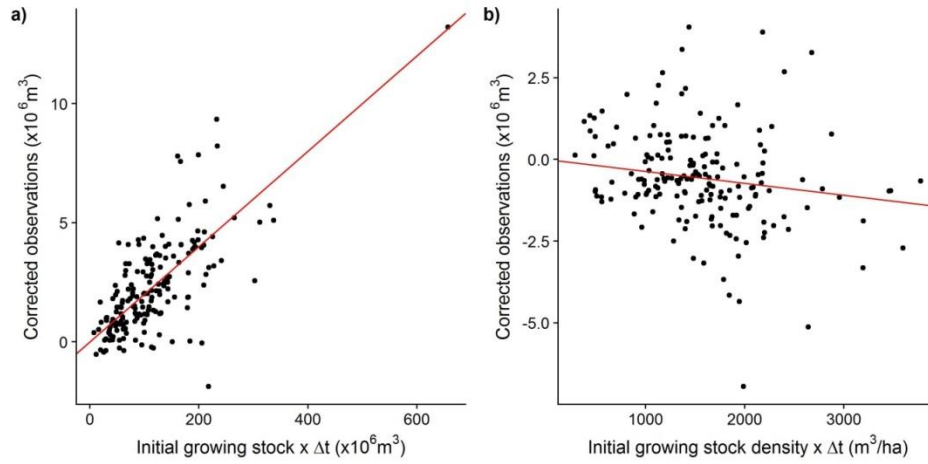 a)
Corrected observations (x10⁶m³)
10
5
0
0
200
400
600
Initial growing stock x Δt (x10⁶m³)
b)
Corrected observations (x10⁶m³)
2.5
0.0
-2.5
-5.0
1000
2000
3000
Initial growing stock density x Δt (m³/ha)